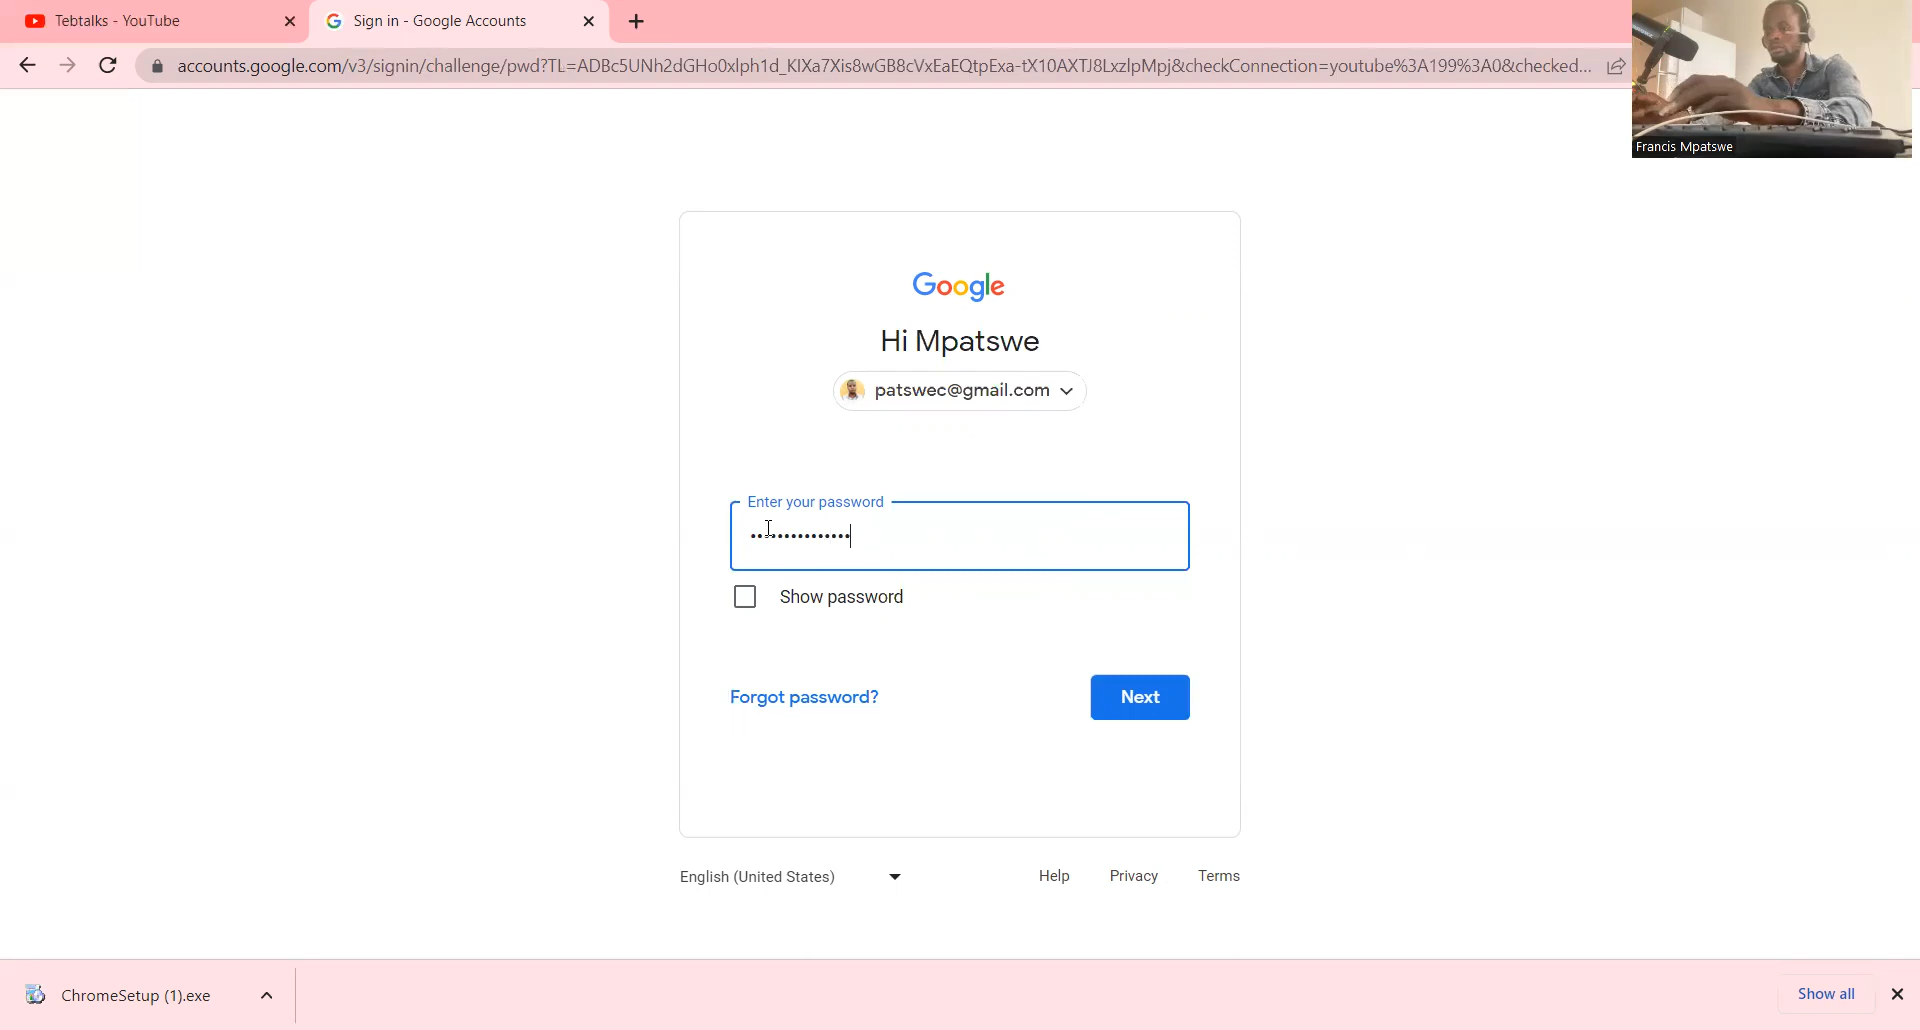 Tebtalks - YouTube
Sign in - Google Accounts
accounts.google.com/v3/signin/challenge/pwd?TL=ADBc5UNh2dGHo0xlph1d_KIXa7Xis8wGB8cVxEaEQtpExa-tX10AXTJ8LxzlpMpj&checkConnection=youtube%3A199%3A0&checked...
Francis Mpatswe
Google
Hi Mpatswe
patswec@gmail.com
Enter your password
Show password
Forgot password?
Next
English (United States)
Help
Privacy
Terms
ChromeSetup (1).exe
Show all